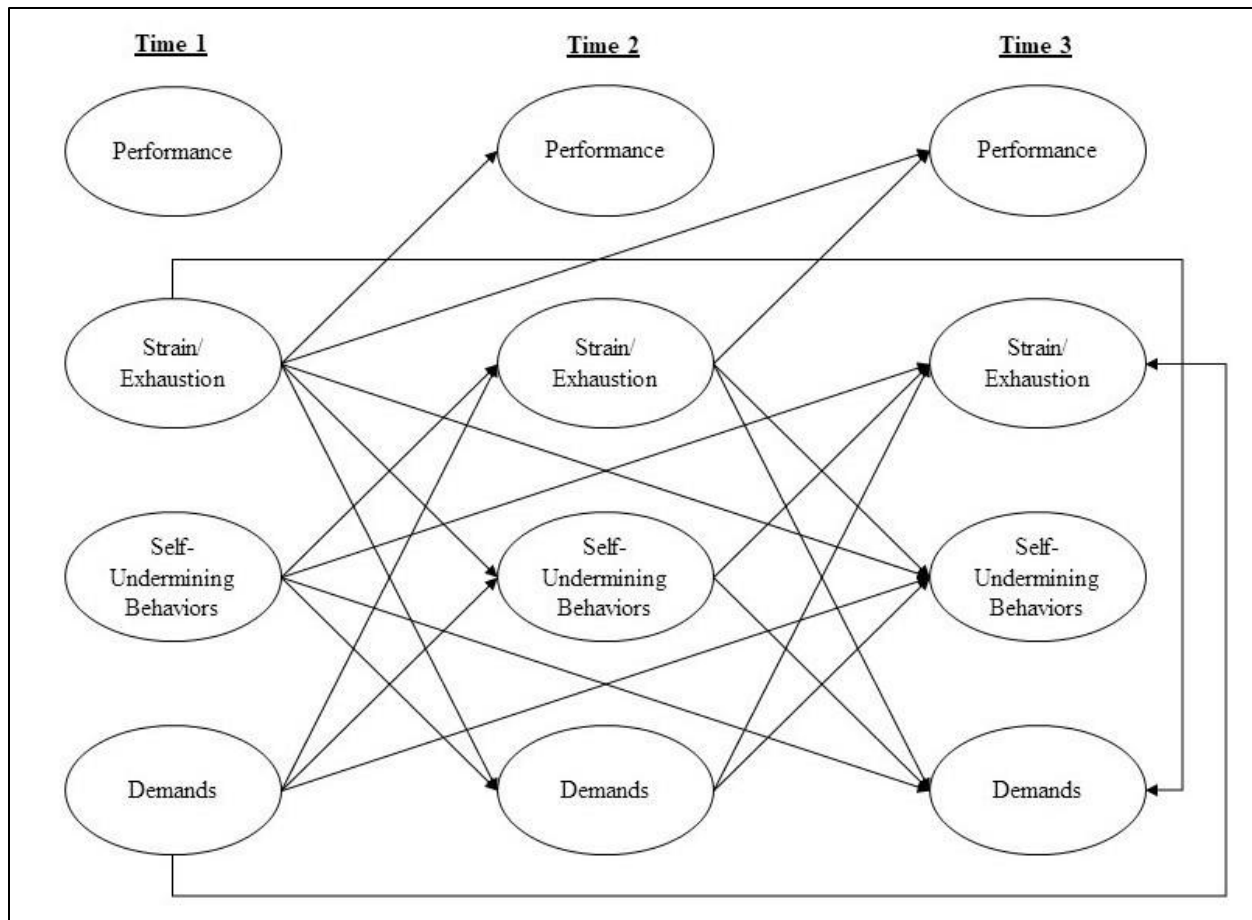 Time 1
Time 2
Time 3
Performance
Performance
Performance
Strain/
Exhaustion
Strain/
Exhaustion
Strain/
Exhaustion
Self-
Undermining
Behaviors
Self-
Undermining
Behaviors
Self-
Undermining
Behaviors
Demands
Demands
Demands